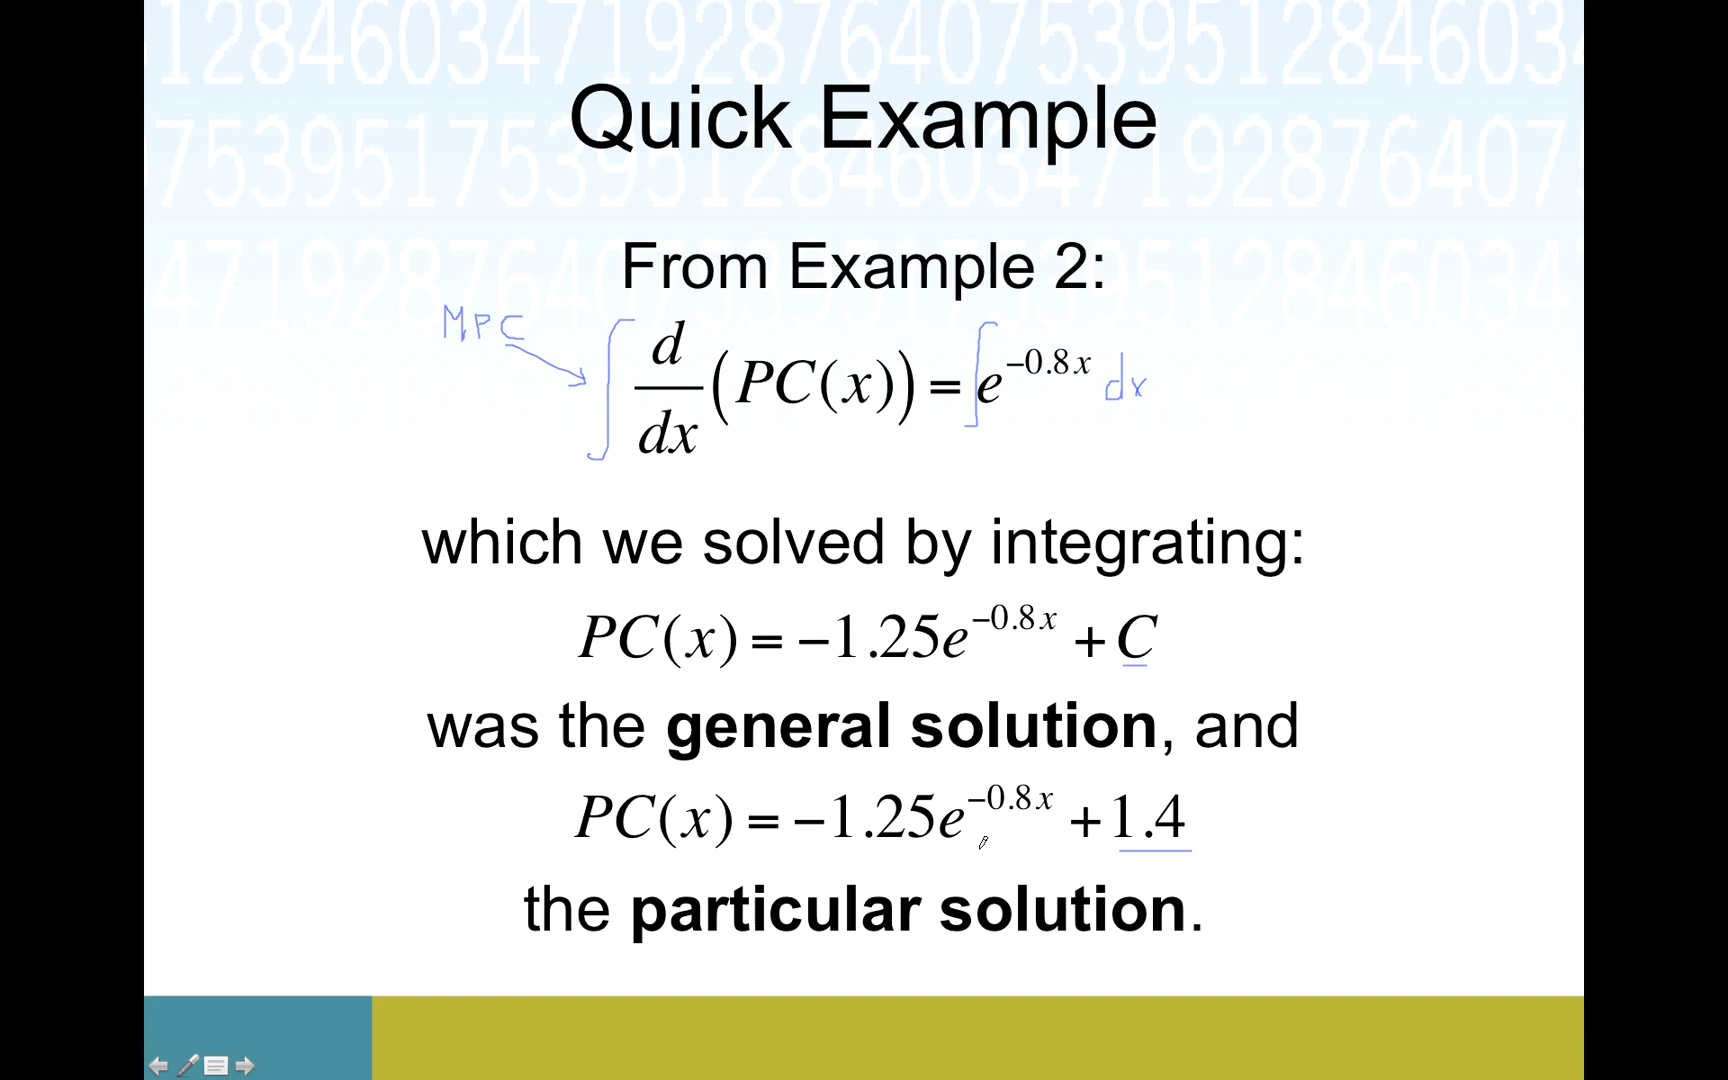 Quick Example
From Example 2:
MPC
∫ d/dx (PC(x)) = ∫ e^{−0.8x} dx
which we solved by integrating:
PC(x) = −1.25e^{−0.8x} + C
was the general solution, and
PC(x) = −1.25e^{−0.8x} + 1.4
the particular solution.